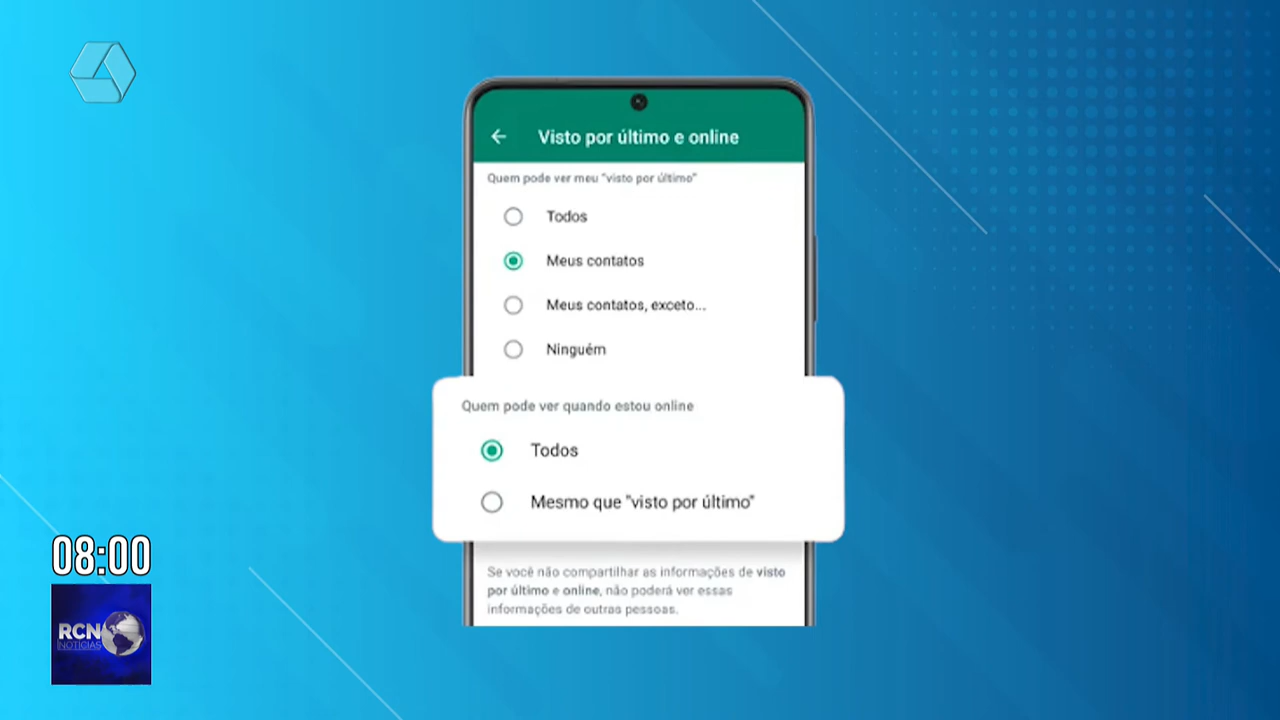 Visto por último e online
Quem pode ver meu "visto por último"
Todos
Meus contatos
Meus contatos, exceto...
Ninguém
Quem pode ver quando estou online
Todos
Mesmo que "visto por último"
Se você não compartilhar as informações de visto
por último e online, não poderá ver essas
informações de outras pessoas.
08:00
RCN
NOTÍCIAS